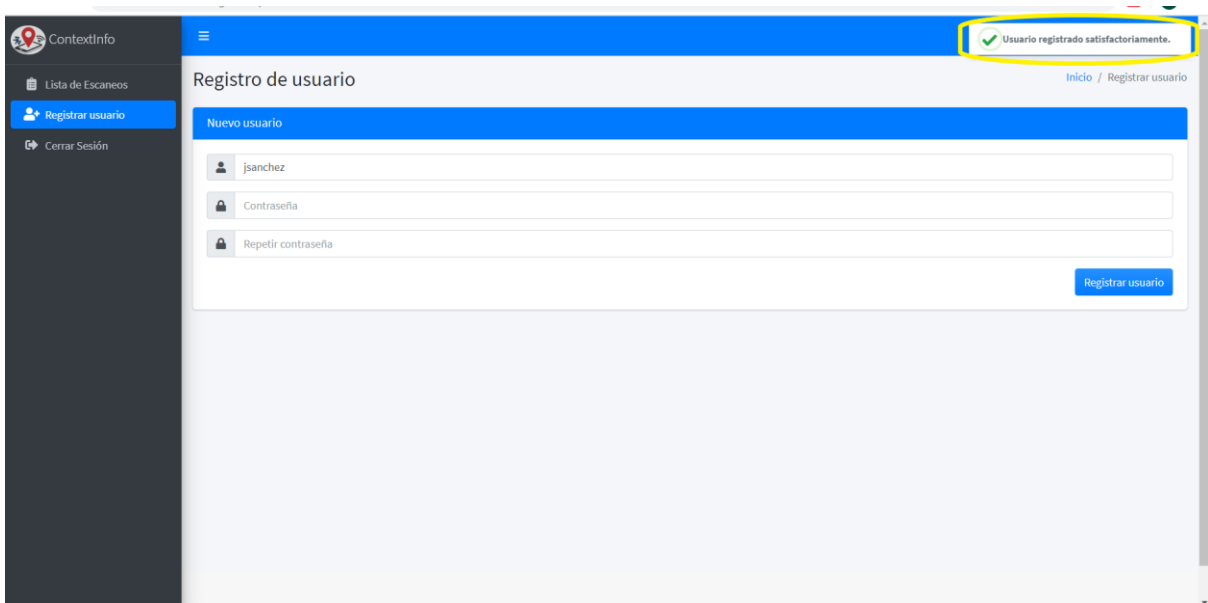 ContextInfo
Usuario registrado satisfactoriamente.
Lista de Escaneos
Registrar usuario
Cerrar Sesión
Registro de usuario
Inicio / Registrar usuario
Nuevo usuario
jsanchez
Contraseña
Repetir contraseña
Registrar usuario